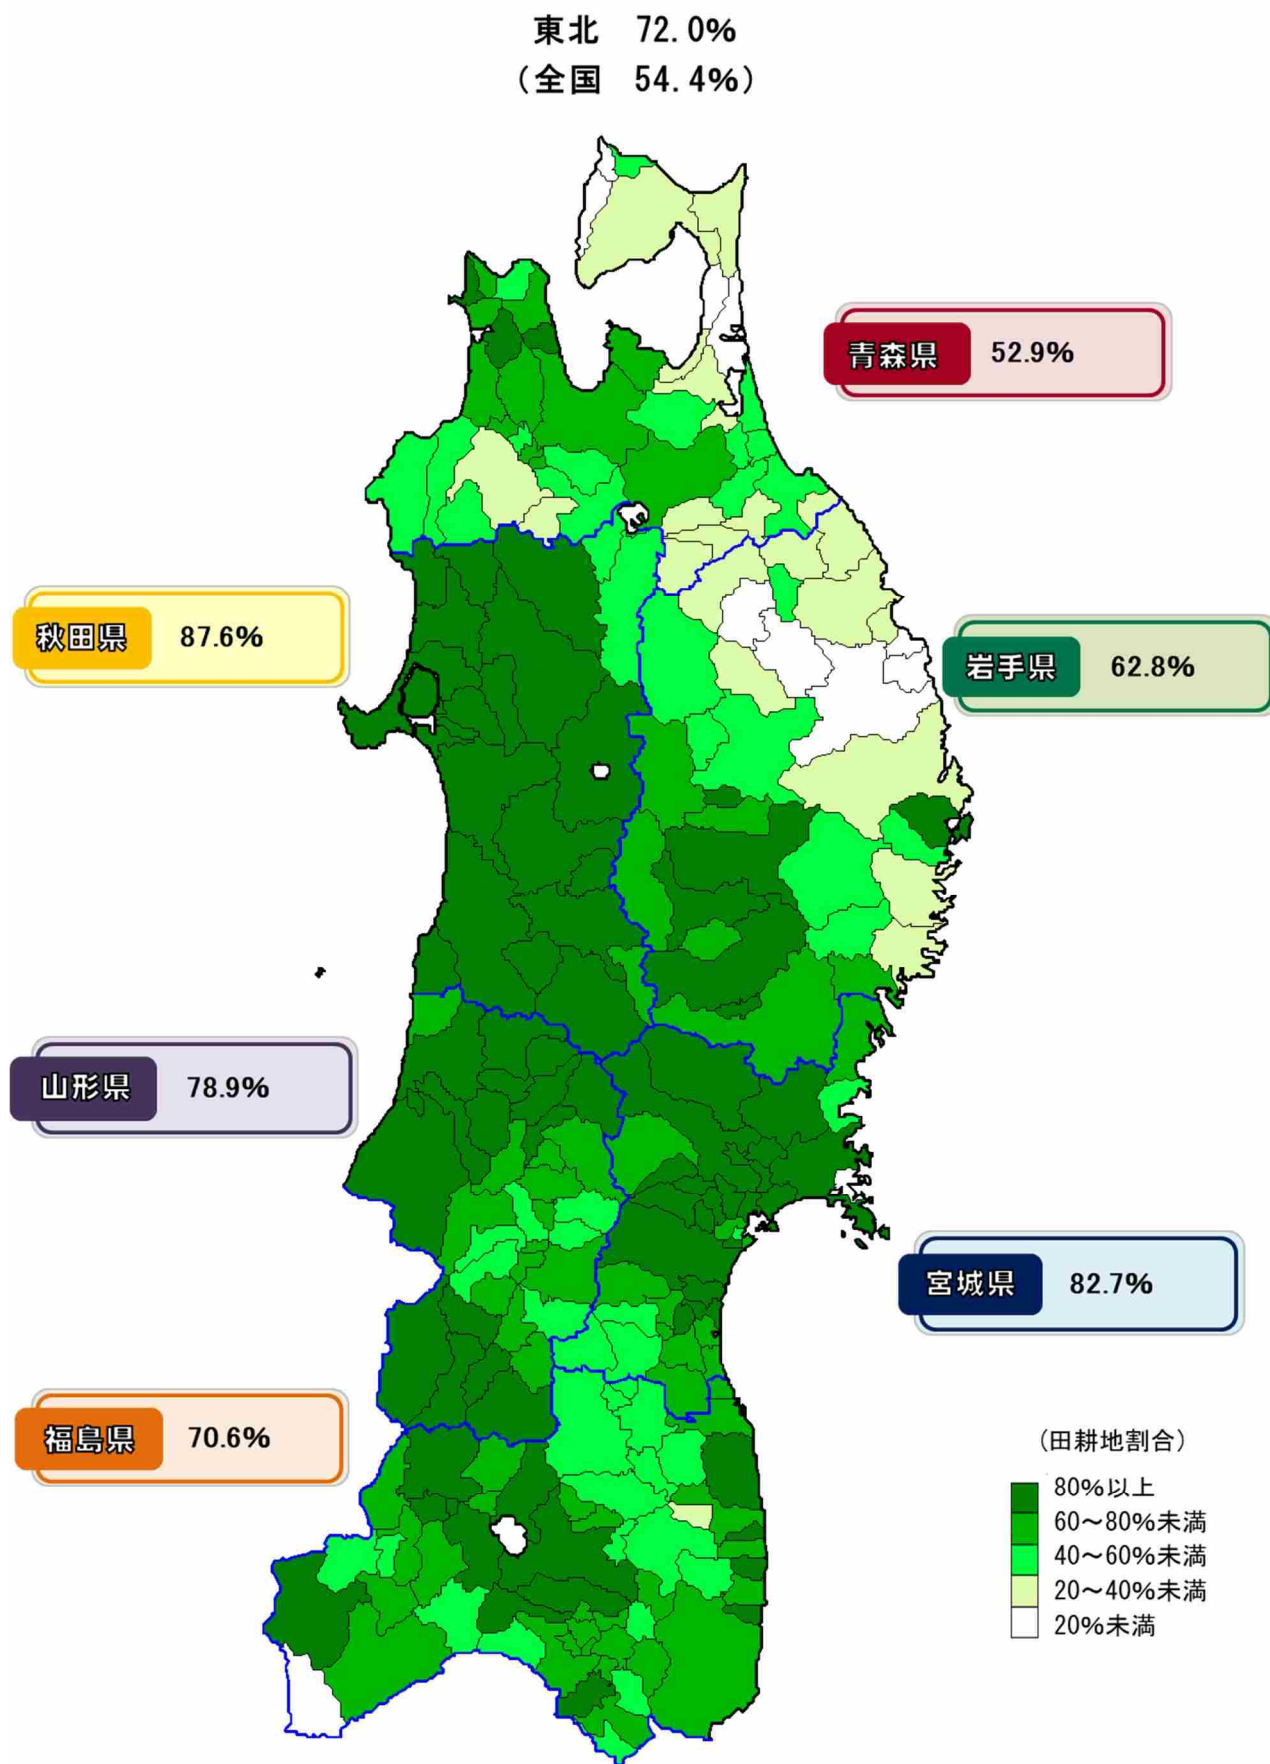 東北 72.0%
（全国 54.4%）
青森県 52.9%
秋田県 87.6%
岩手県 62.8%
山形県 78.9%
宮城県 82.7%
福島県 70.6%
（田耕地割合）
80%以上
60～80%未満
40～60%未満
20～40%未満
20%未満